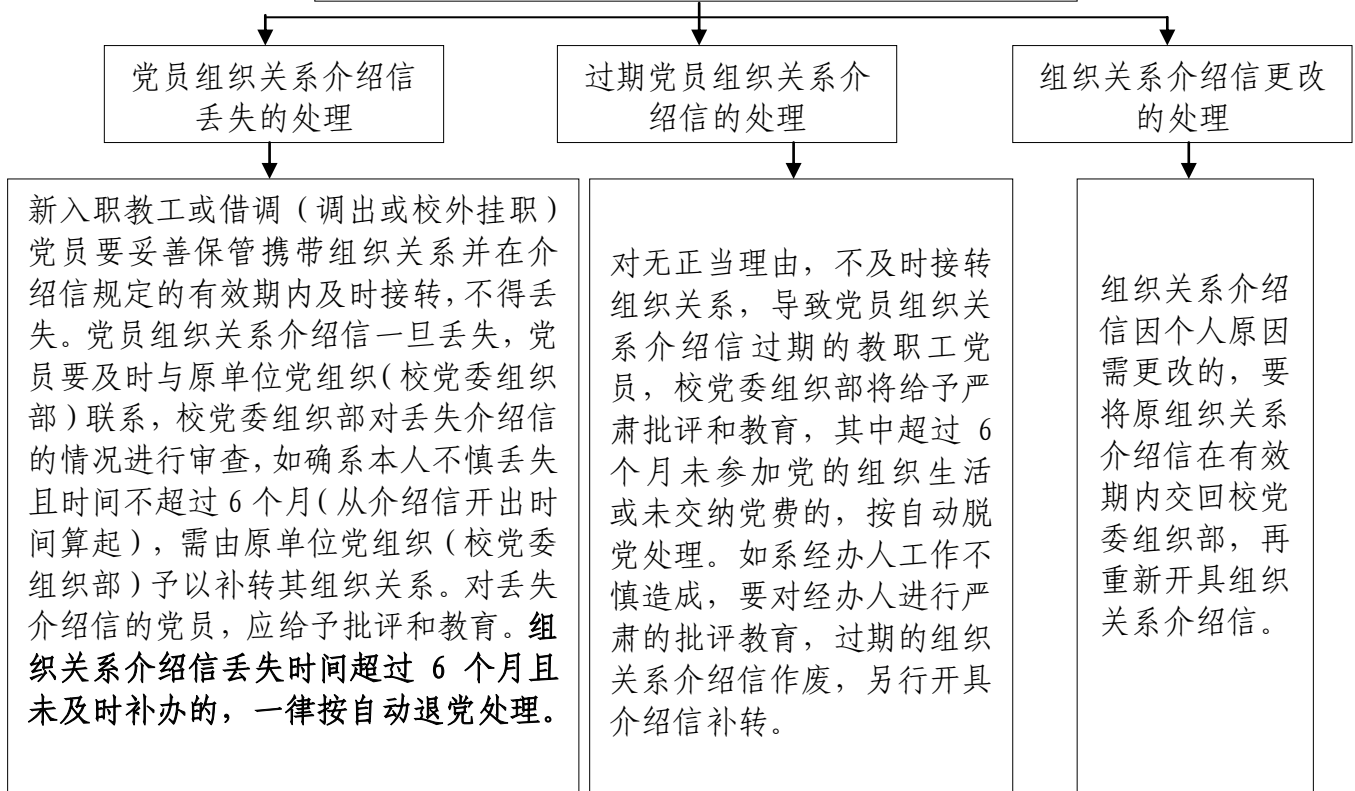 党员组织关系介绍信
丢失的处理
过期党员组织关系介
绍信的处理
组织关系介绍信更改
的处理
新入职教工或借调（调出或校外挂职）
党员要妥善保管携带组织关系并在介
绍信规定的有效期内及时接转,不得丢
失。党员组织关系介绍信一旦丢失,党
员要及时与原单位党组织(校党委组织
部)联系,校党委组织部对丢失介绍信
的情况进行审查,如确系本人不慎丢失
且时间不超过 6 个月(从介绍信开出时
间算起),需由原单位党组织(校党委
组织部)予以补转其组织关系。对丢失
介绍信的党员,应给予批评和教育。组
织关系介绍信丢失时间超过 6 个月且
未及时补办的，一律按自动退党处理。
对无正当理由，不及时接转
组织关系，导致党员组织关
系介绍信过期的教职工党
员，校党委组织部将给予严
肃批评和教育，其中超过 6
个月未参加党的组织生活
或未交纳党费的，按自动脱
党处理。如系经办人工作不
慎造成，要对经办人进行严
肃的批评教育，过期的组织
关系介绍信作废，另行开具
介绍信补转。
组织关系介绍
信因个人原因
需更改的，要
将原组织关系
介绍信在有效
期内交回校党
委组织部，再
重新开具组织
关系介绍信。